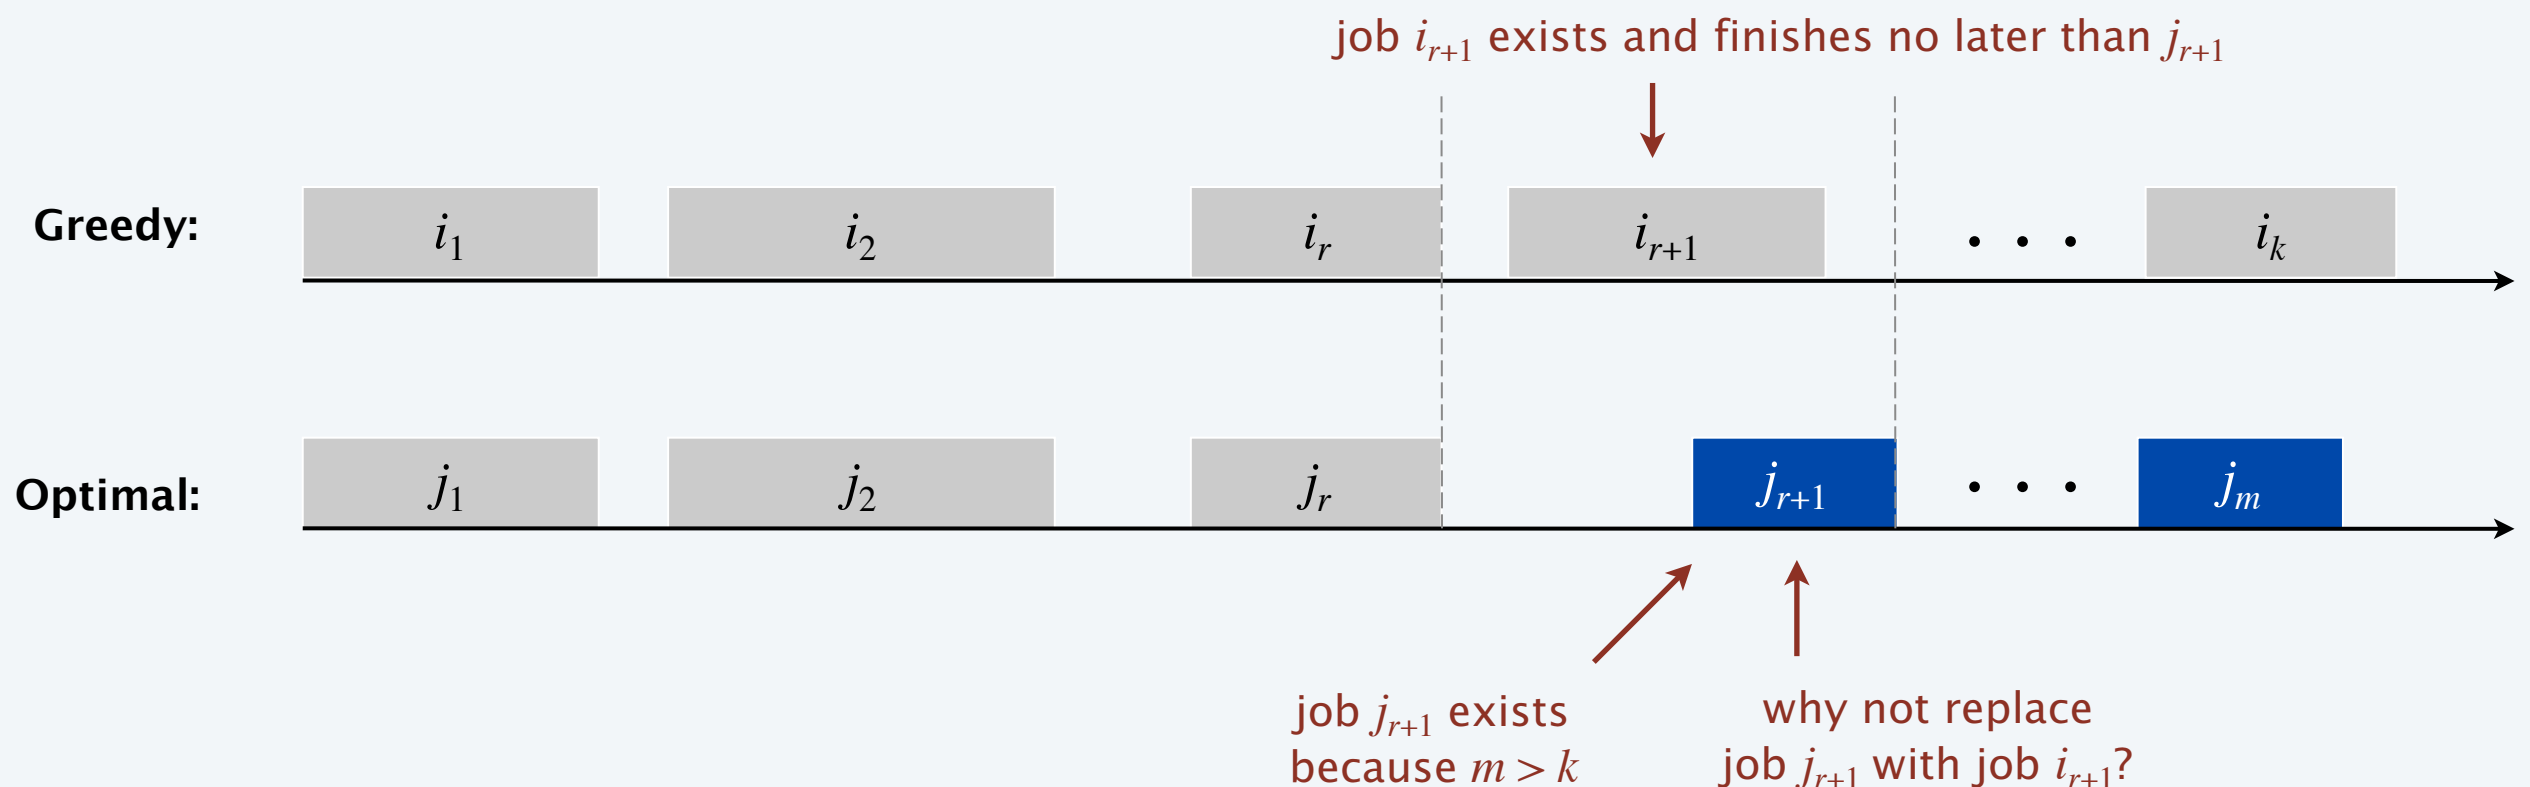 job i_{r+1} exists and finishes no later than j_{r+1}
Greedy: i_1 i_2 i_r i_{r+1} . . . i_k
Optimal: j_1 j_2 j_r j_{r+1} . . . j_m
job j_{r+1} exists
because m > k
why not replace
job j_{r+1} with job i_{r+1}?